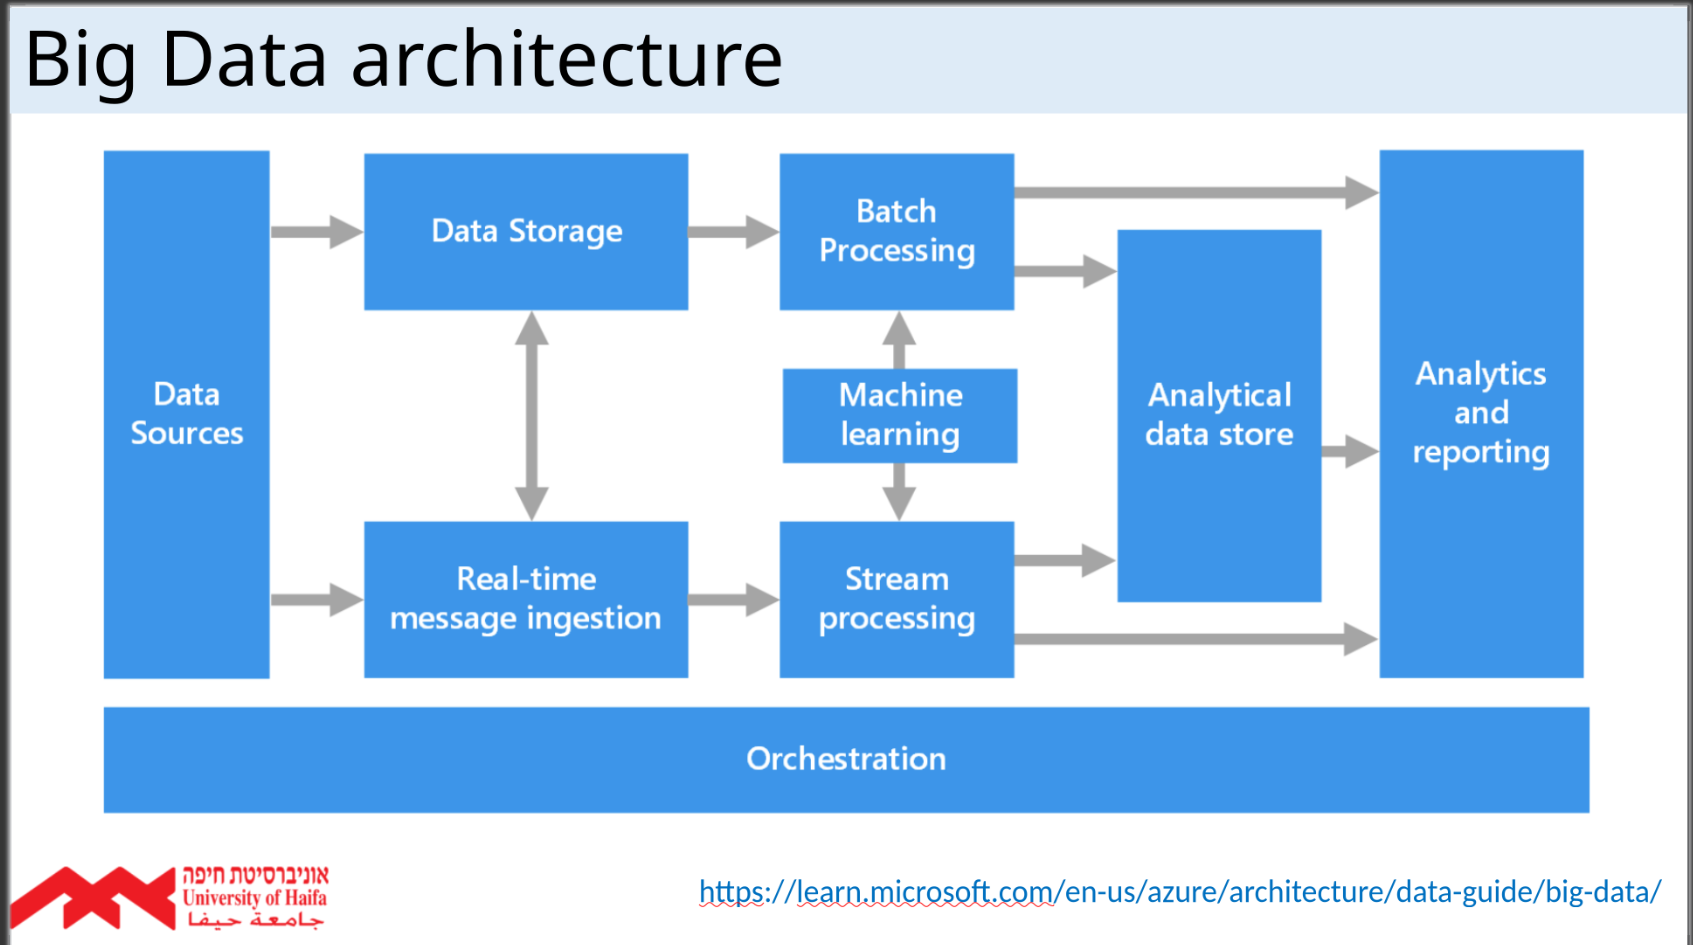 Big Data architecture
Data
Sources
Data Storage
Real-time
message ingestion
Batch
Processing
Machine
learning
Stream
processing
Analytical
data store
Analytics
and
reporting
Orchestration
אוניברסיטת חיפה
University of Haifa
جامعة حيفا
https://learn.microsoft.com/en-us/azure/architecture/data-guide/big-data/